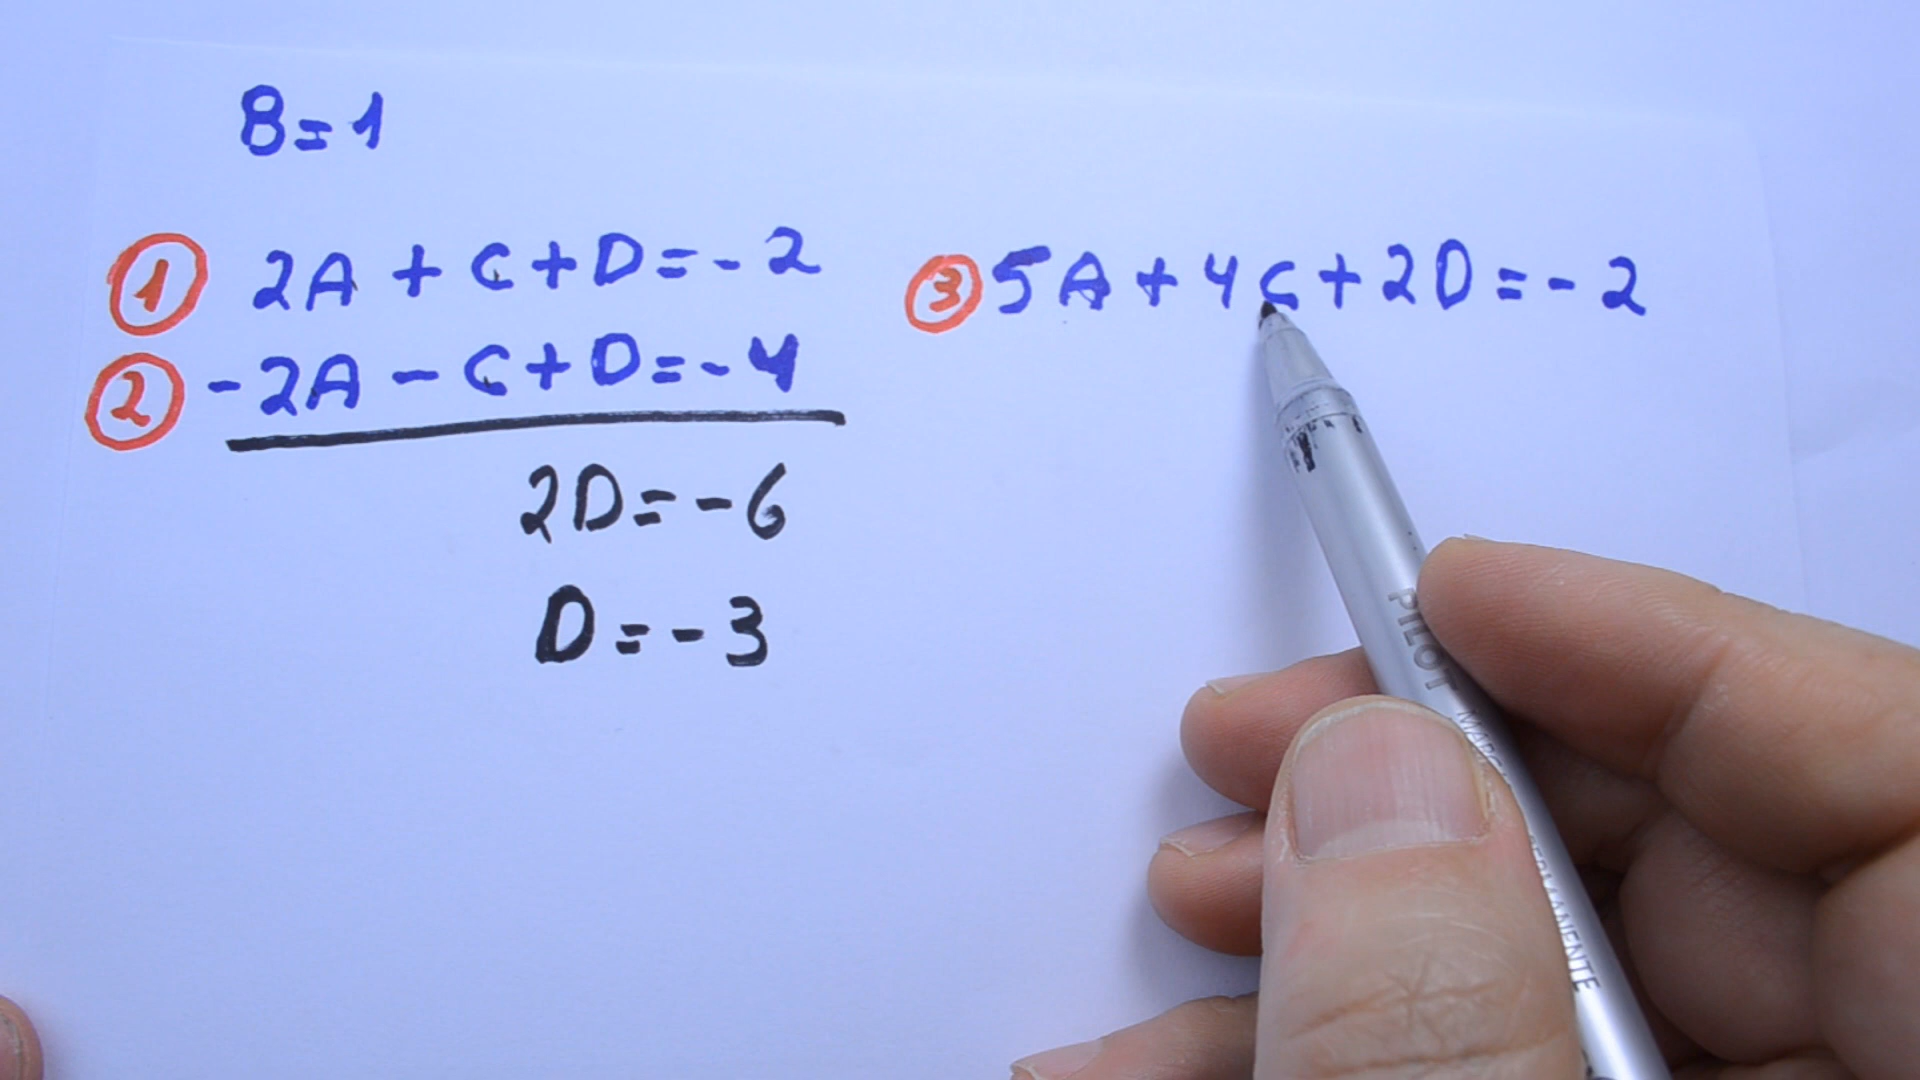 B=1
① 2A + C + D = - 2
② - 2A - C + D = - 4
2D = - 6
D = - 3
③ 5A + 4C + 2D = - 2
PILOT